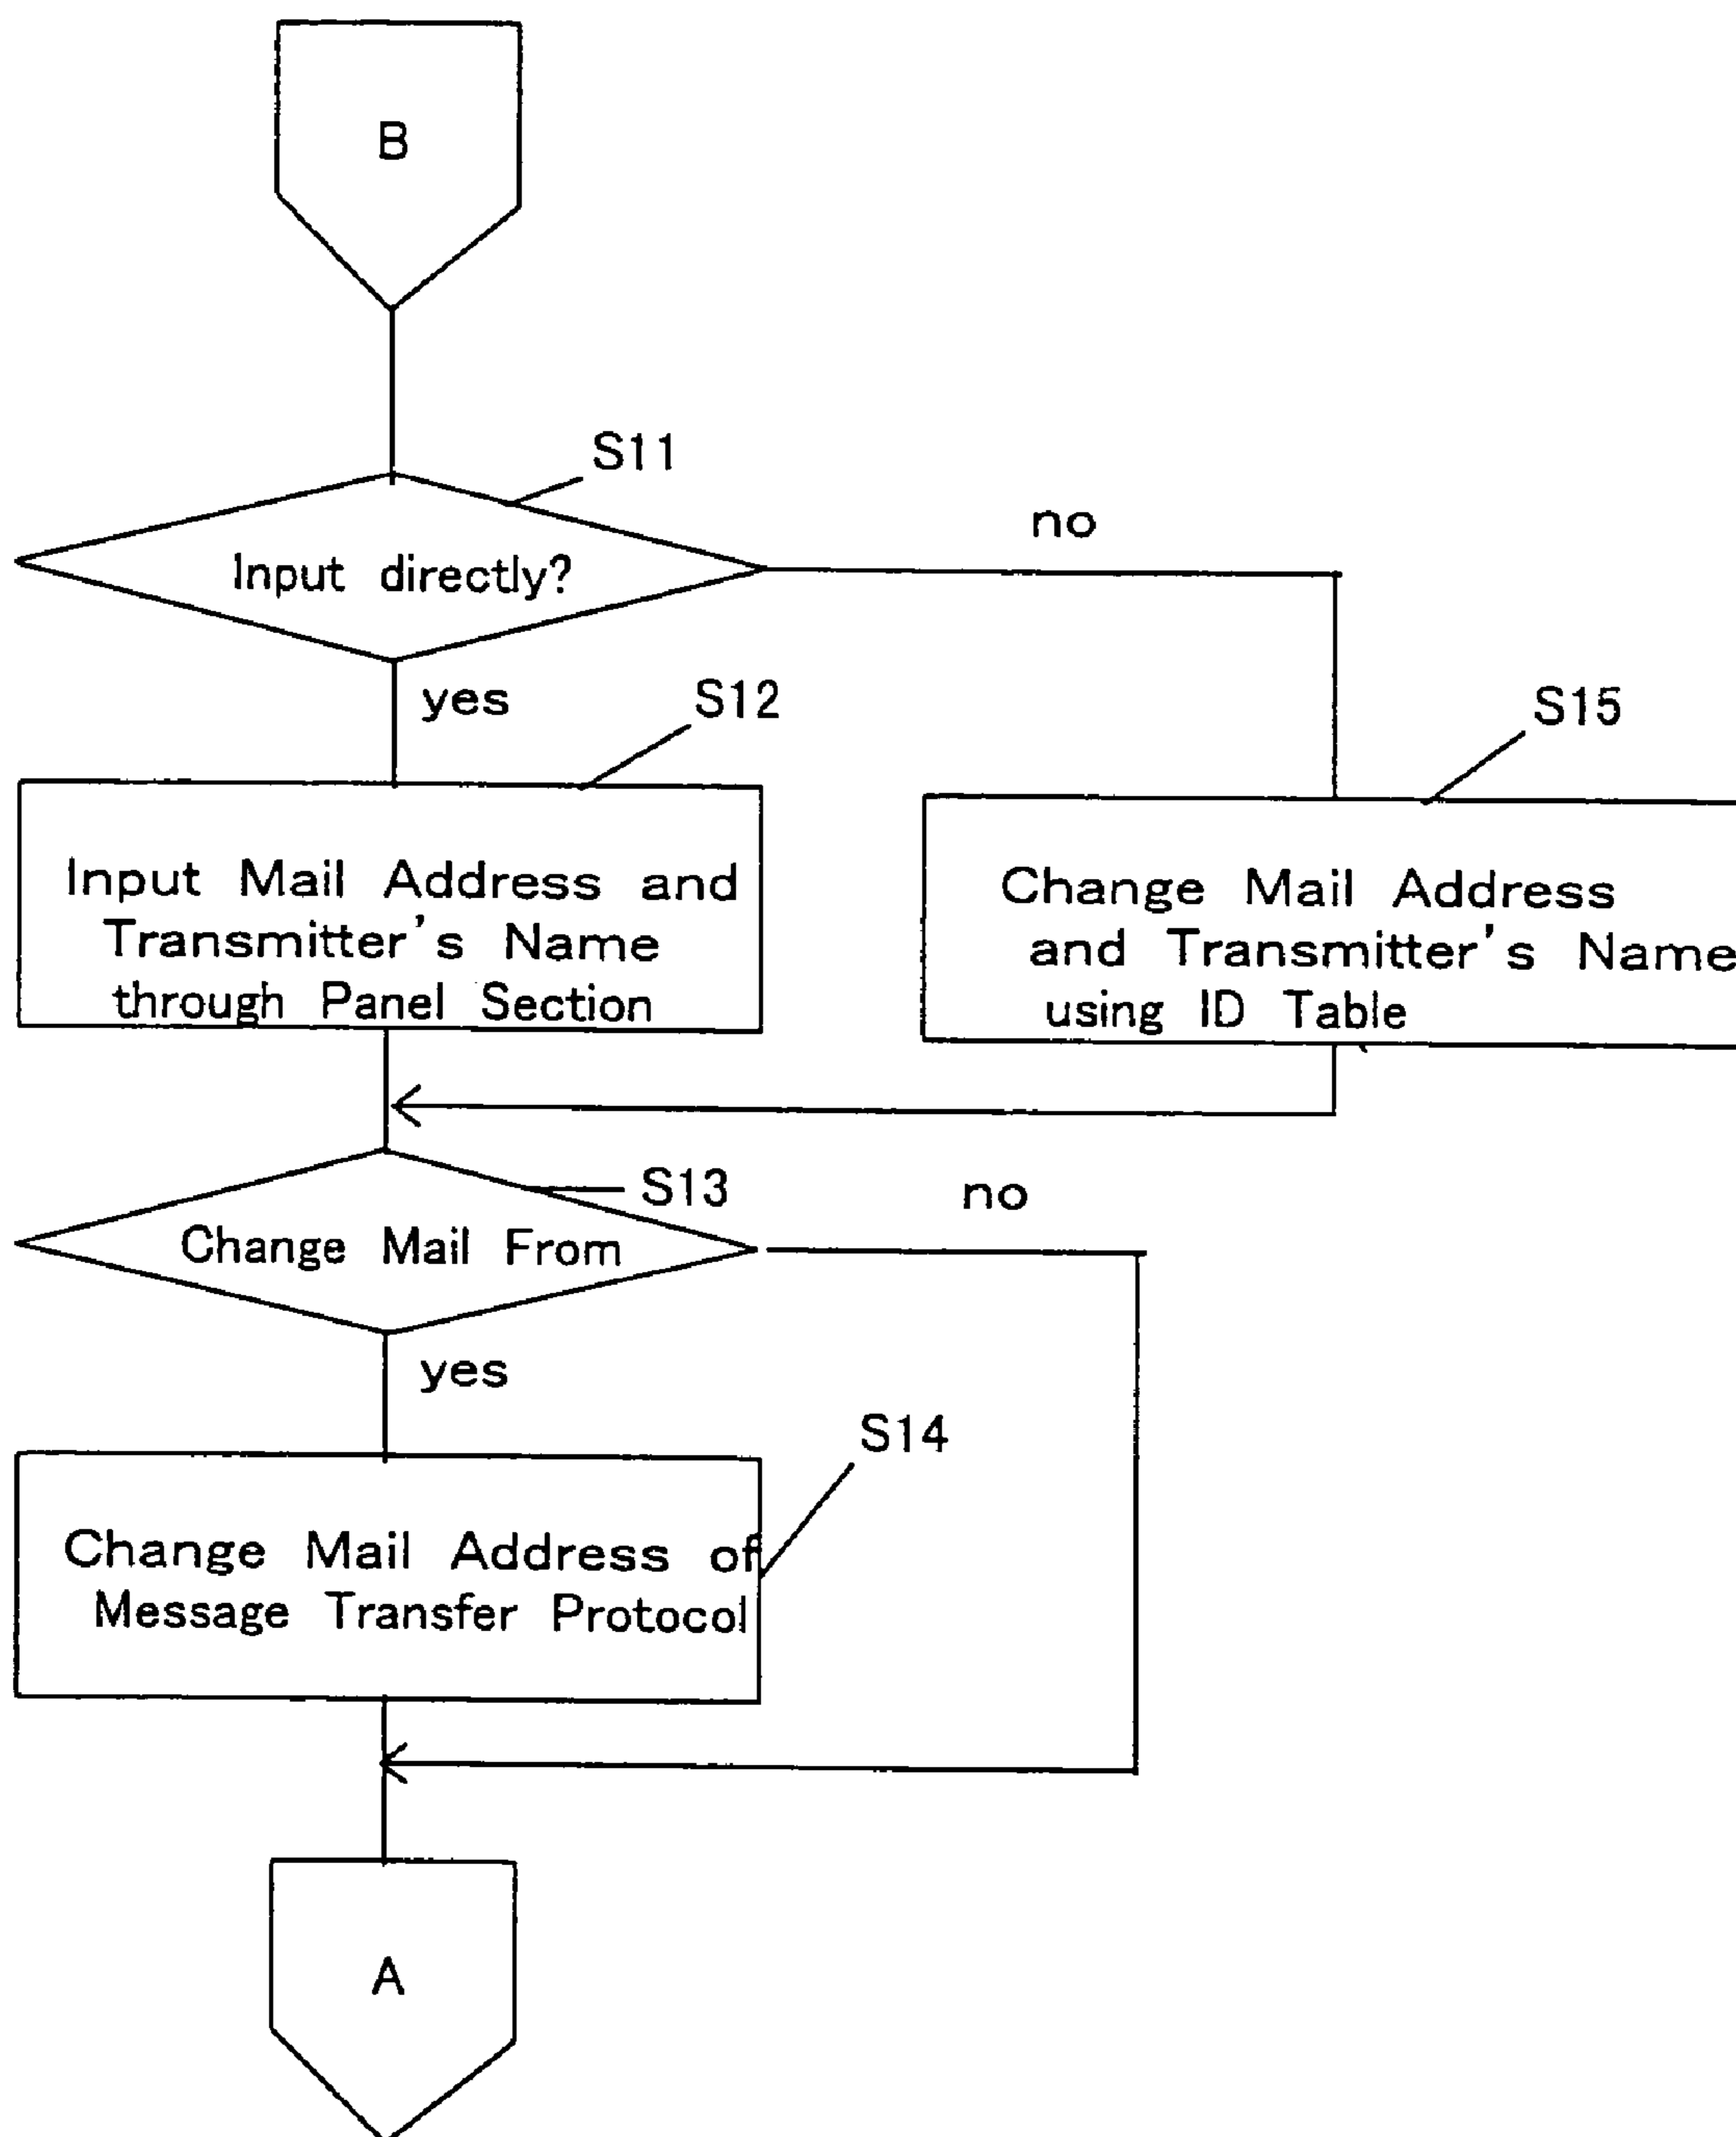 B
S11
Input directly?
no
yes
S12
S15
Input Mail Address and
Transmitter's Name
through Panel Section
Change Mail Address
and Transmitter's Name
using ID Table
S13
Change Mail From
no
yes
S14
Change Mail Address of
Message Transfer Protocol
A